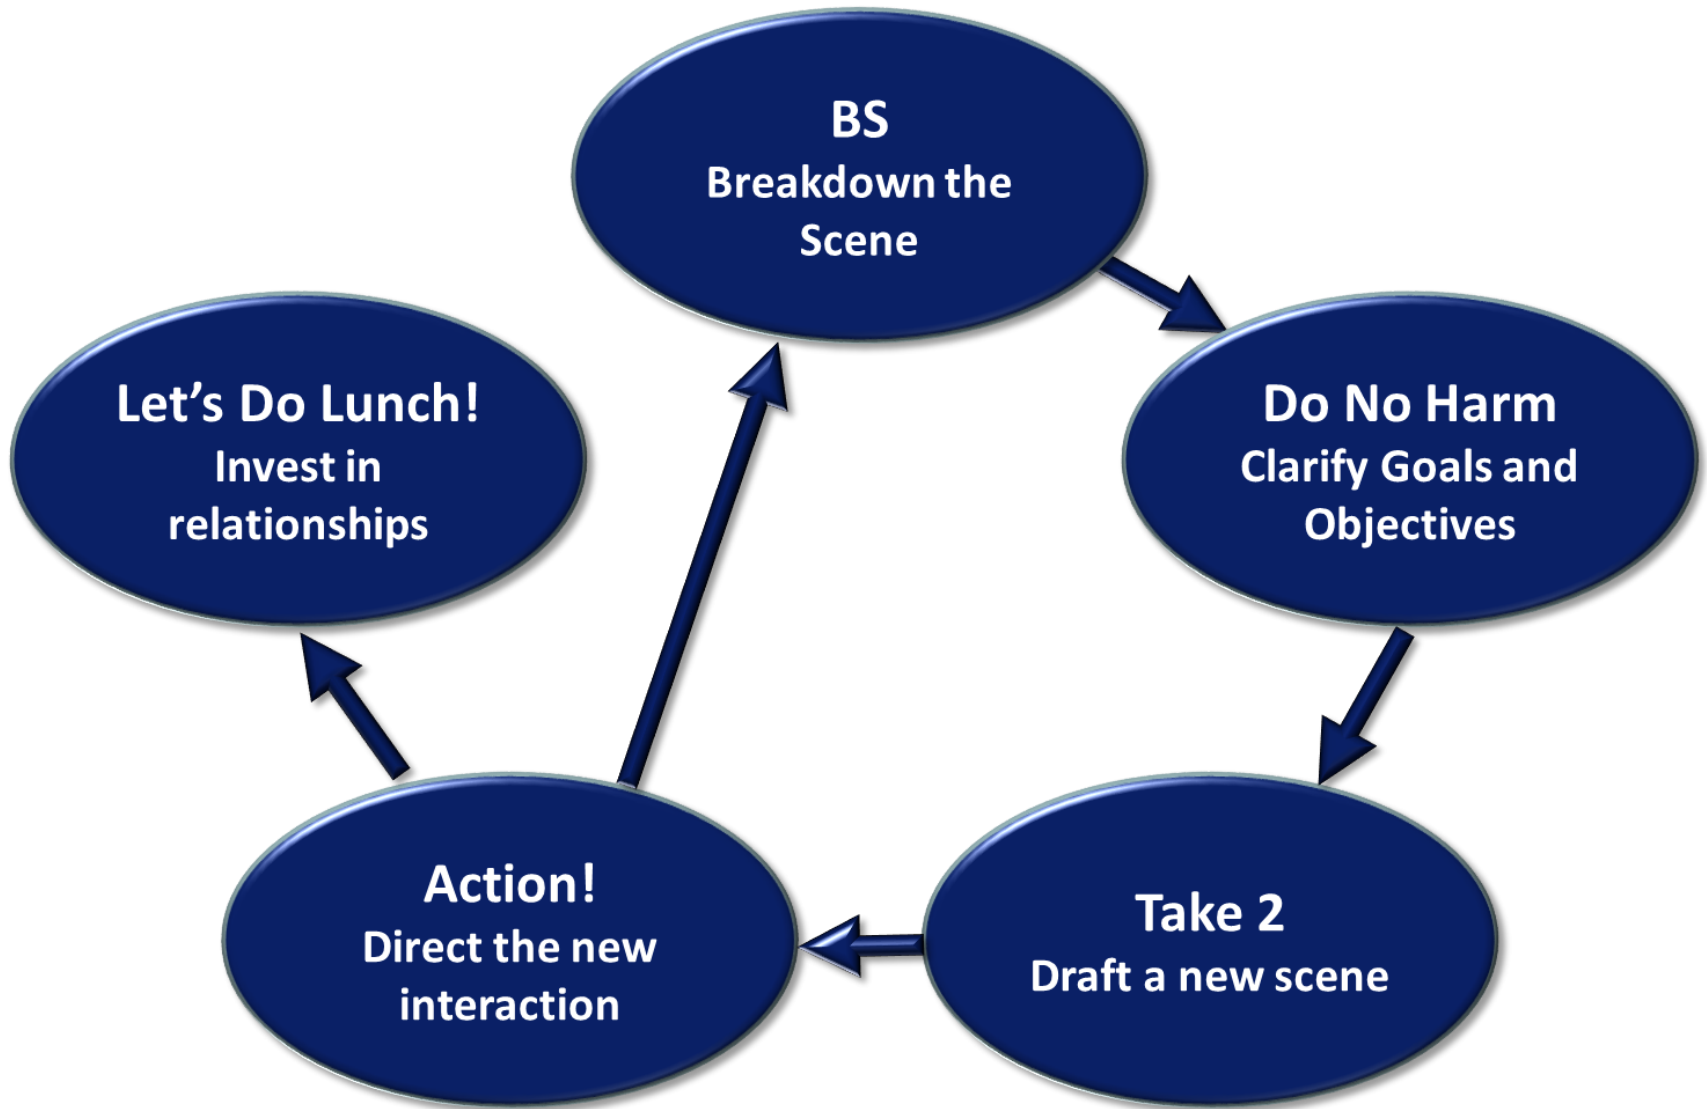 BS
Breakdown the
Scene
Do No Harm
Clarify Goals and
Objectives
Take 2
Draft a new scene
Action!
Direct the new
interaction
Let’s Do Lunch!
Invest in
relationships